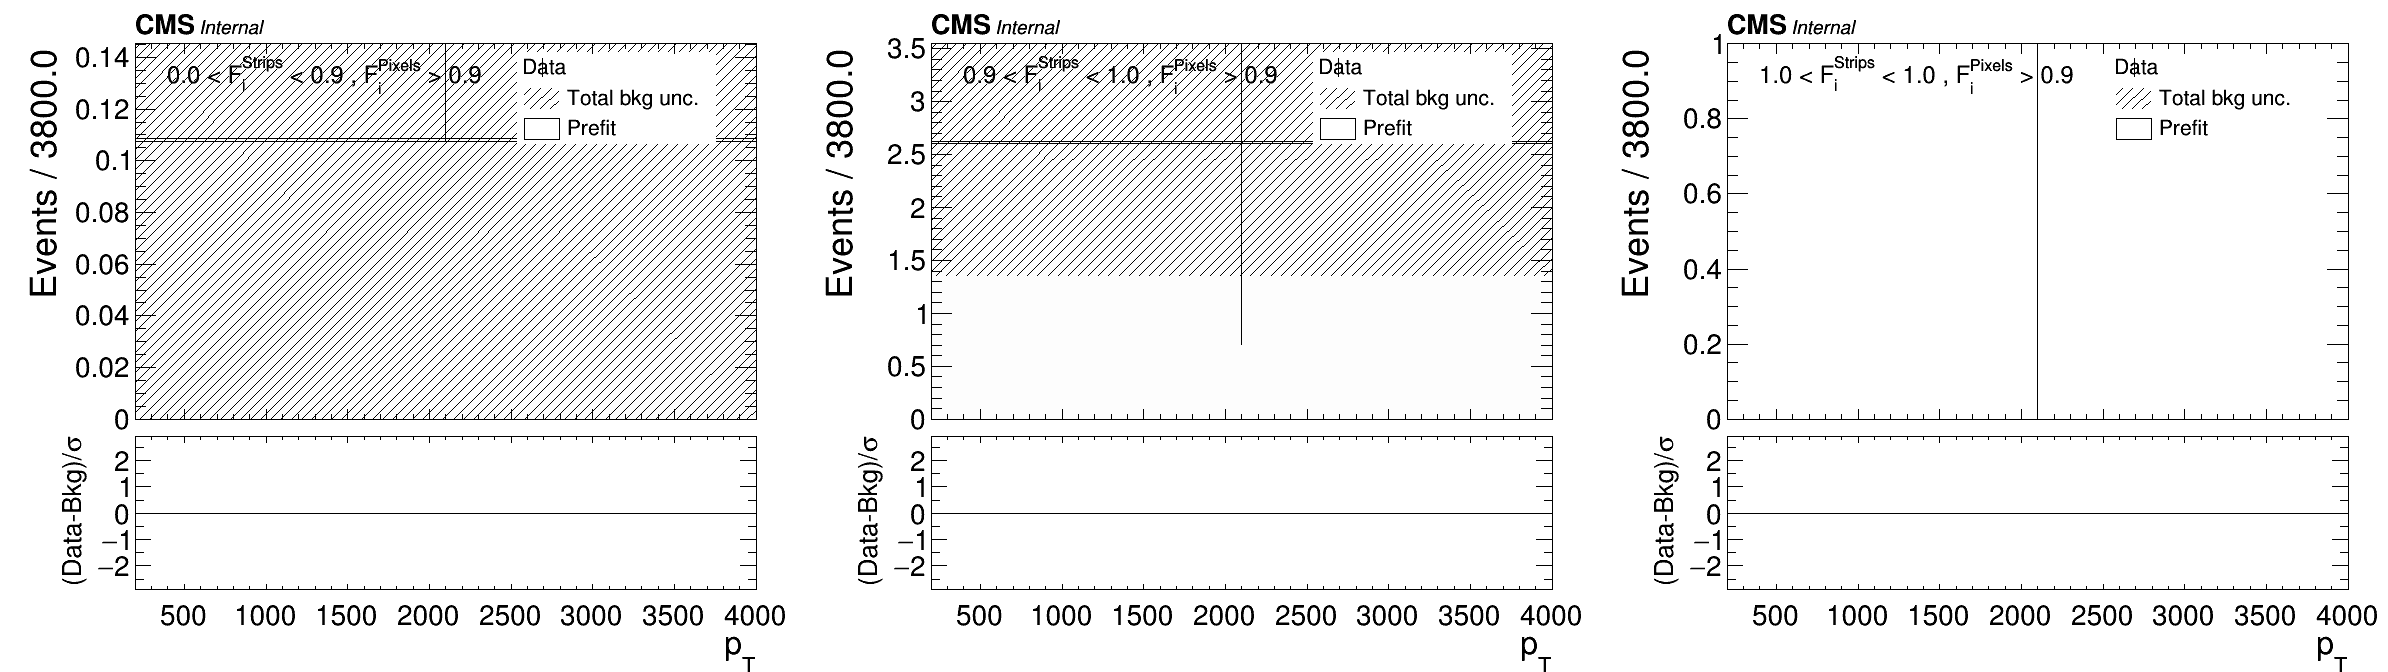 CMS Internal
Events / 3800.0
0.14
0.12
0.1
0.08
0.06
0.04
0.02
0
0.0 < F_i^Strips < 0.9 , F_i^Pixels > 0.9
Data
Total bkg unc.
Prefit
(Data-Bkg)/σ
2
1
0
−1
−2
500 1000 1500 2000 2500 3000 3500 4000
p_T
CMS Internal
Events / 3800.0
3.5
3
2.5
2
1.5
1
0.5
0
0.9 < F_i^Strips < 1.0 , F_i^Pixels > 0.9
Data
Total bkg unc.
Prefit
(Data-Bkg)/σ
2
1
0
−1
−2
500 1000 1500 2000 2500 3000 3500 4000
p_T
CMS Internal
Events / 3800.0
1
0.8
0.6
0.4
0.2
0
1.0 < F_i^Strips < 1.0 , F_i^Pixels > 0.9
Data
Total bkg unc.
Prefit
(Data-Bkg)/σ
2
1
0
−1
−2
500 1000 1500 2000 2500 3000 3500 4000
p_T